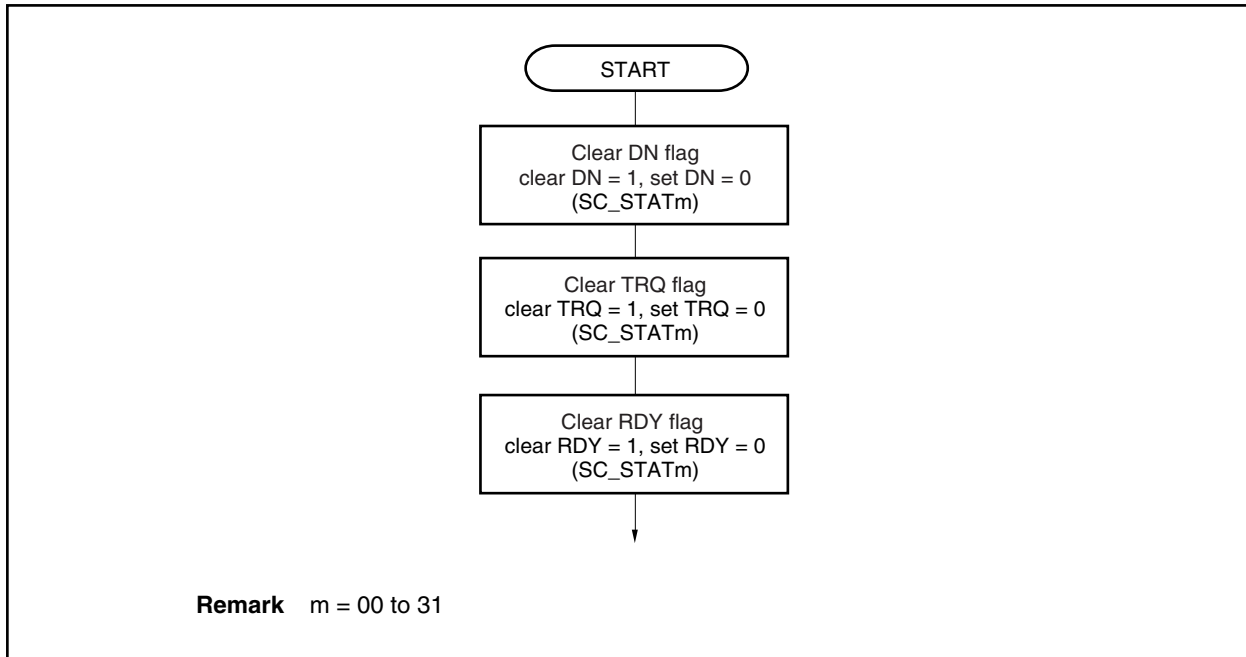 START
Clear DN flag
clear DN = 1, set DN = 0
(SC_STATm)
Clear TRQ flag
clear TRQ = 1, set TRQ = 0
(SC_STATm)
Clear RDY flag
clear RDY = 1, set RDY = 0
(SC_STATm)
Remark m = 00 to 31